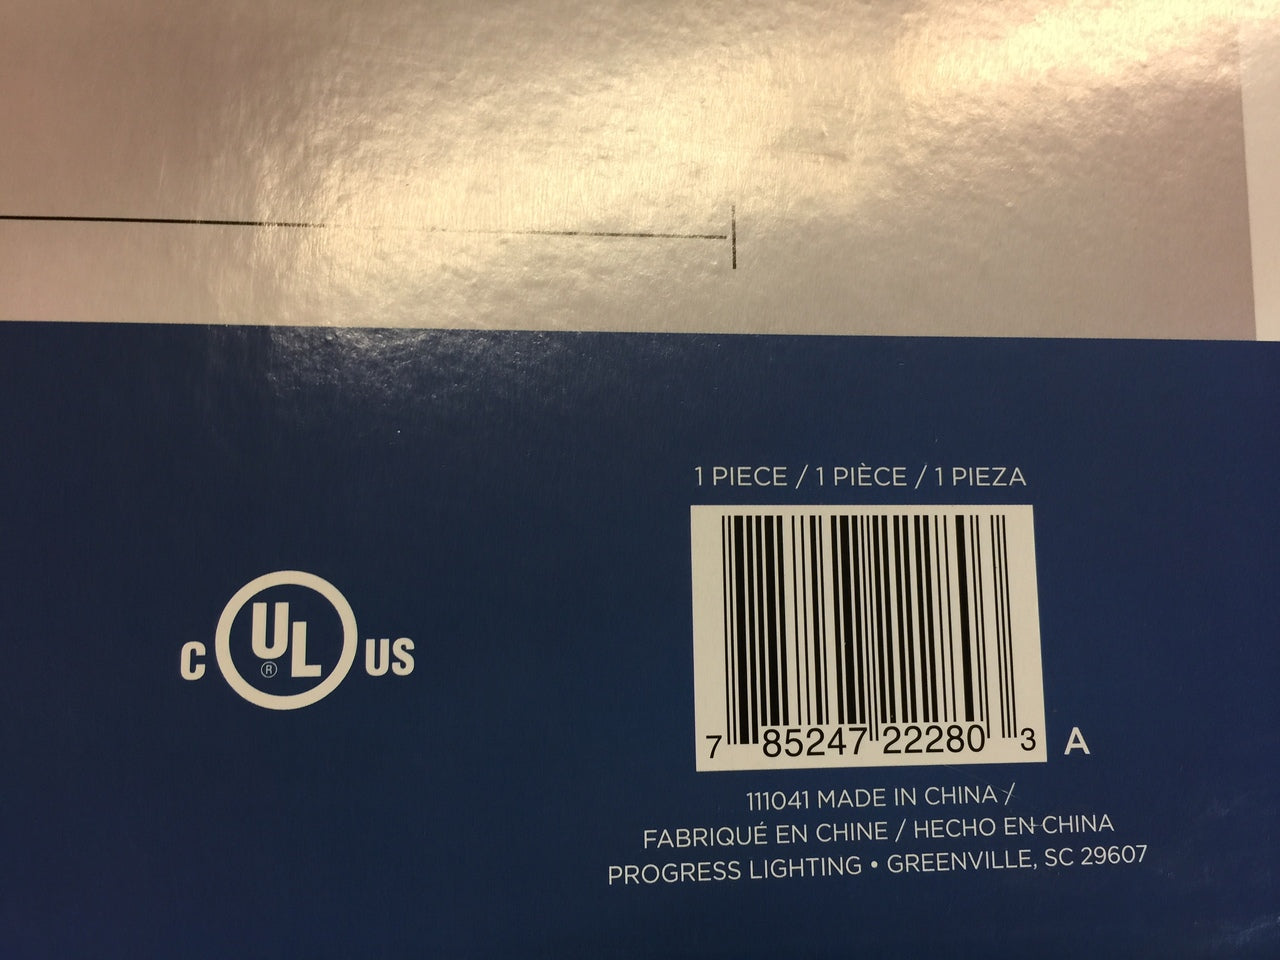 1 PIECE / 1 PIÈCE / 1 PIEZA
C UL® US
7 85247 22280 3 A
111041 MADE IN CHINA /
FABRIQUÉ EN CHINE / HECHO EN CHINA
PROGRESS LIGHTING • GREENVILLE, SC 29607